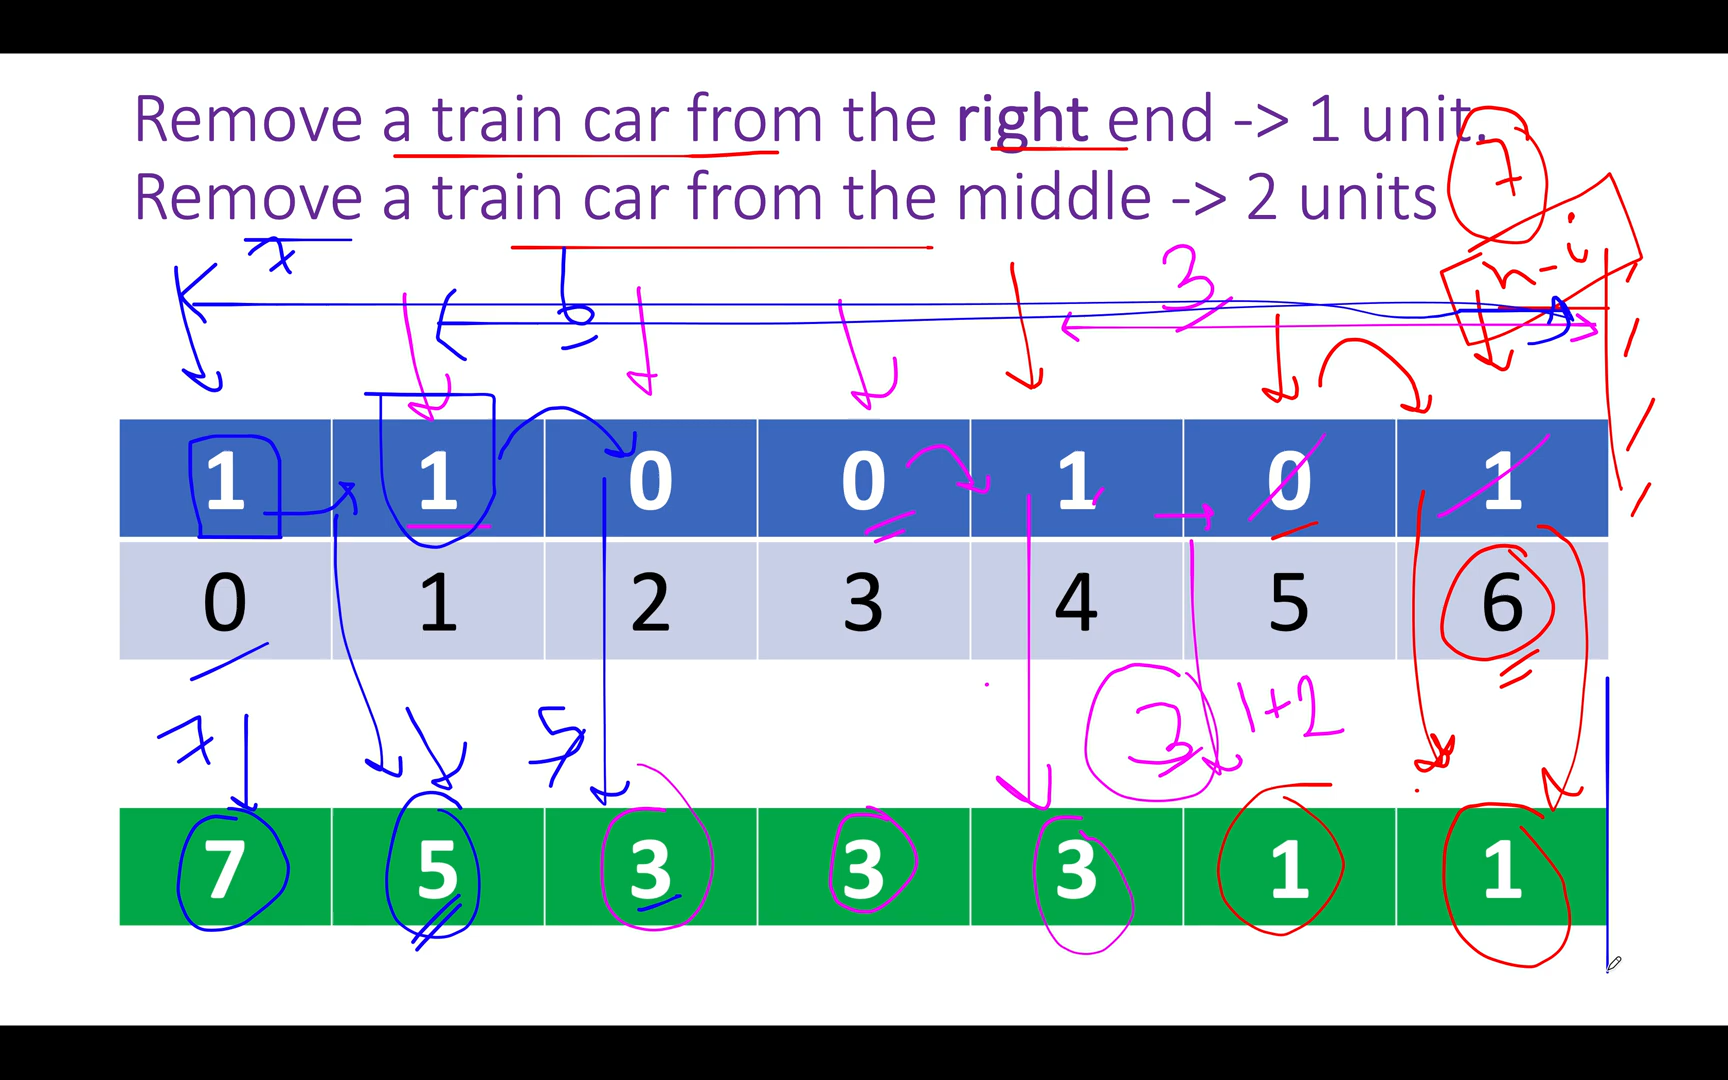 Remove a train car from the right end -> 1 unit.
Remove a train car from the middle -> 2 units
7
7 6 3 n-i
1 1 0 0 1 0 1
0 1 2 3 4 5 6
7 5 3 1+2
7 5 3 3 3 1 1